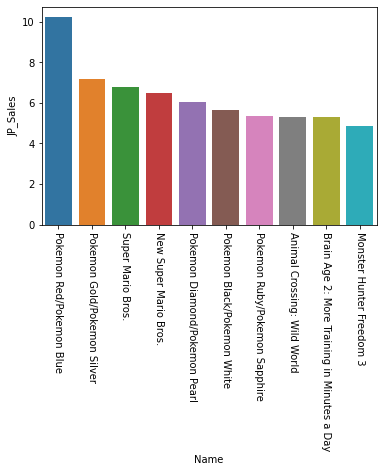 10
8
6
4
2
0
JP_Sales
Pokemon Red/Pokemon Blue
Pokemon Gold/Pokemon Silver
Super Mario Bros.
New Super Mario Bros.
Pokemon Diamond/Pokemon Pearl
Pokemon Black/Pokemon White
Pokemon Ruby/Pokemon Sapphire
Animal Crossing: Wild World
Brain Age 2: More Training in Minutes a Day
Monster Hunter Freedom 3
Name